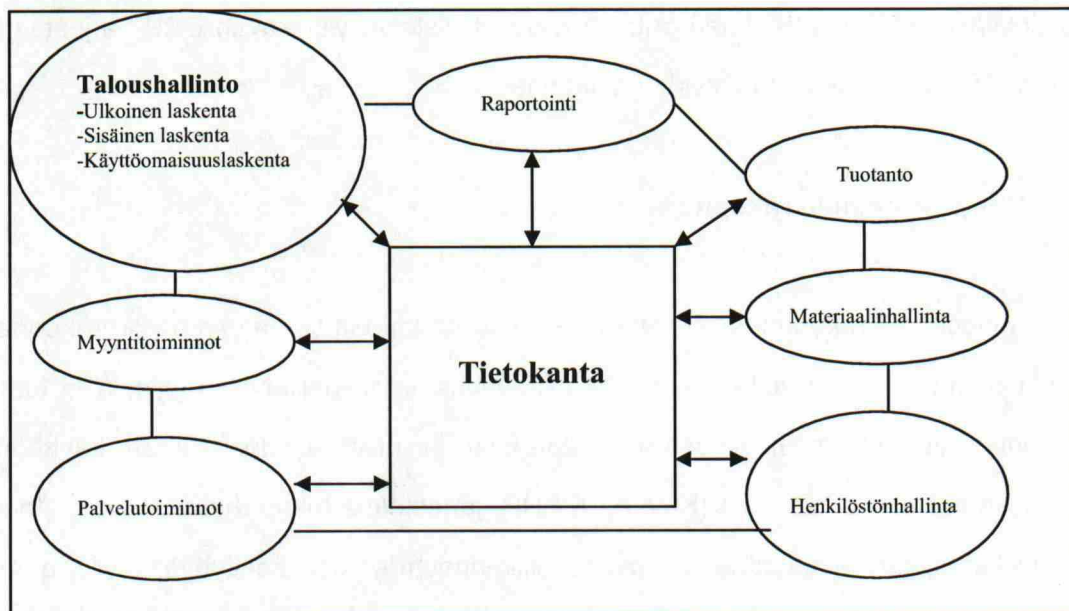 Taloushallinto
-Ulkoinen laskenta
-Sisäinen laskenta
-Käyttöomaisuuslaskenta
Raportointi
Tuotanto
Myyntitoiminnot
Tietokanta
Materiaalinhallinta
Palvelutoiminnot
Henkilöstönhallinta